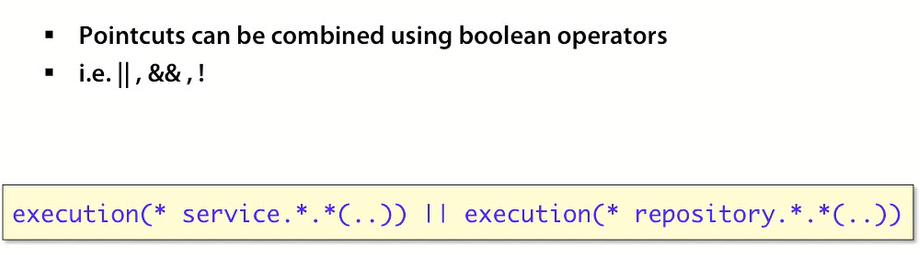 ▪ Pointcuts can be combined using boolean operators
▪ i.e. || , && , !
execution(* service.*.*(..)) || execution(* repository.*.*(..))